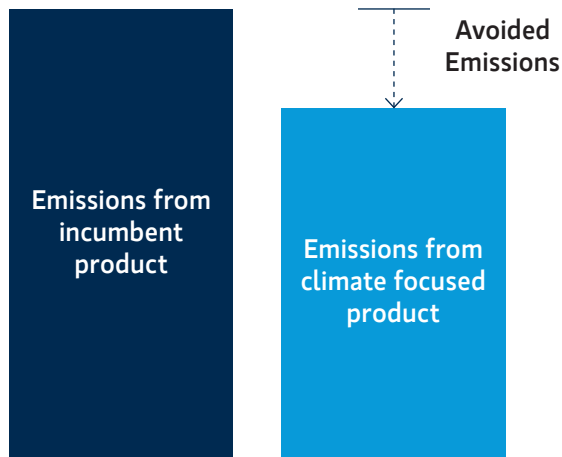 Avoided
Emissions
Emissions from
incumbent
product
Emissions from
climate focused
product